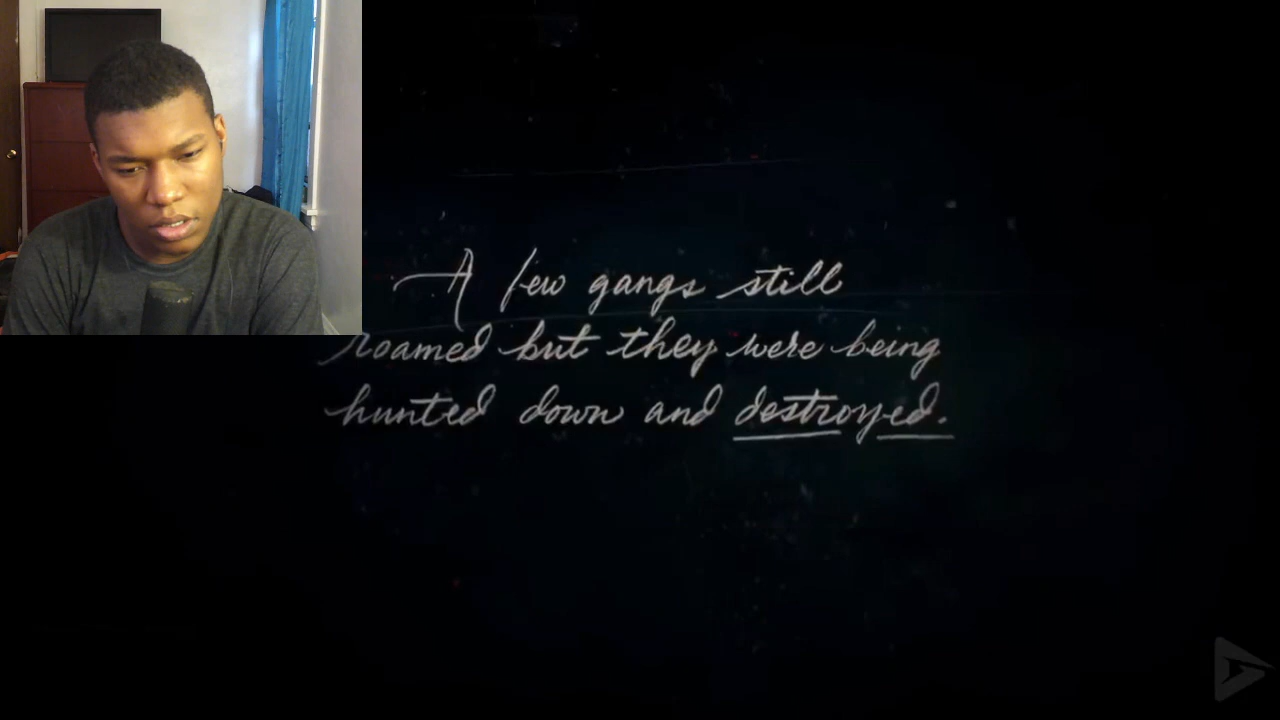 A few gangs still
roamed but they were being
hunted down and destroyed.